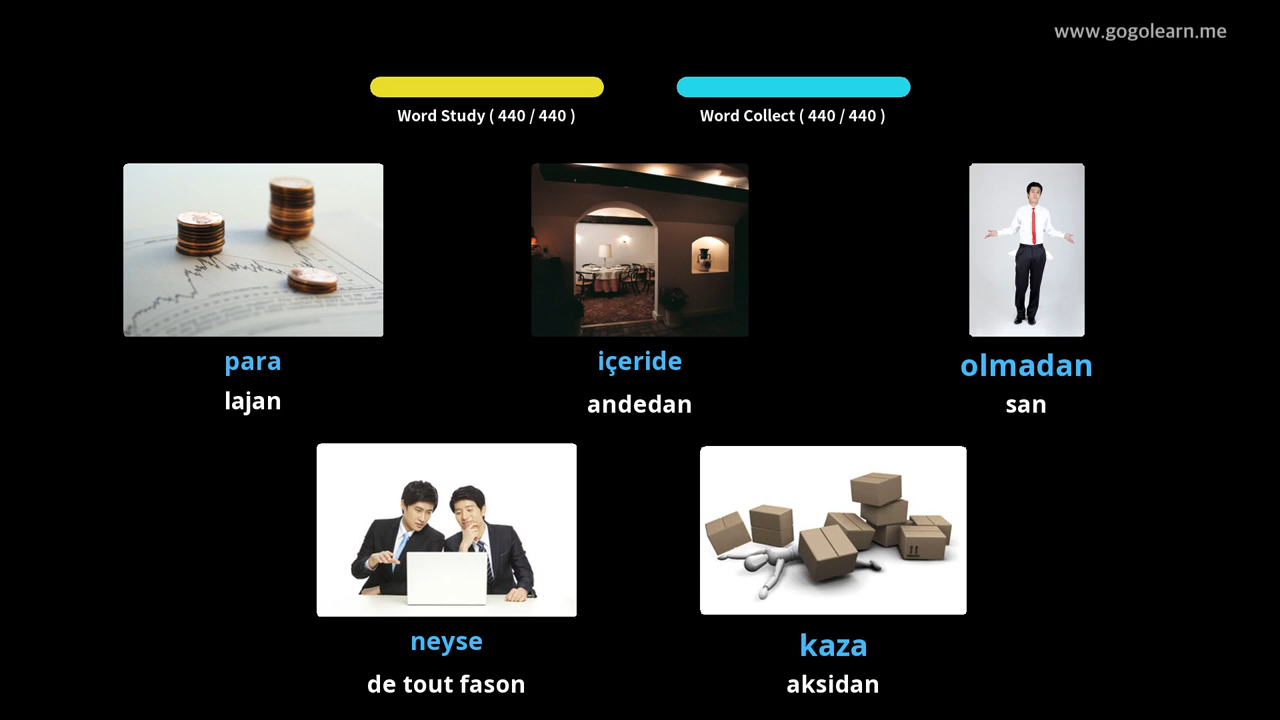 www.gogolearn.me
Word Study ( 440 / 440 )
Word Collect ( 440 / 440 )
para
lajan
içeride
andedan
olmadan
san
neyse
de tout fason
kaza
aksidan